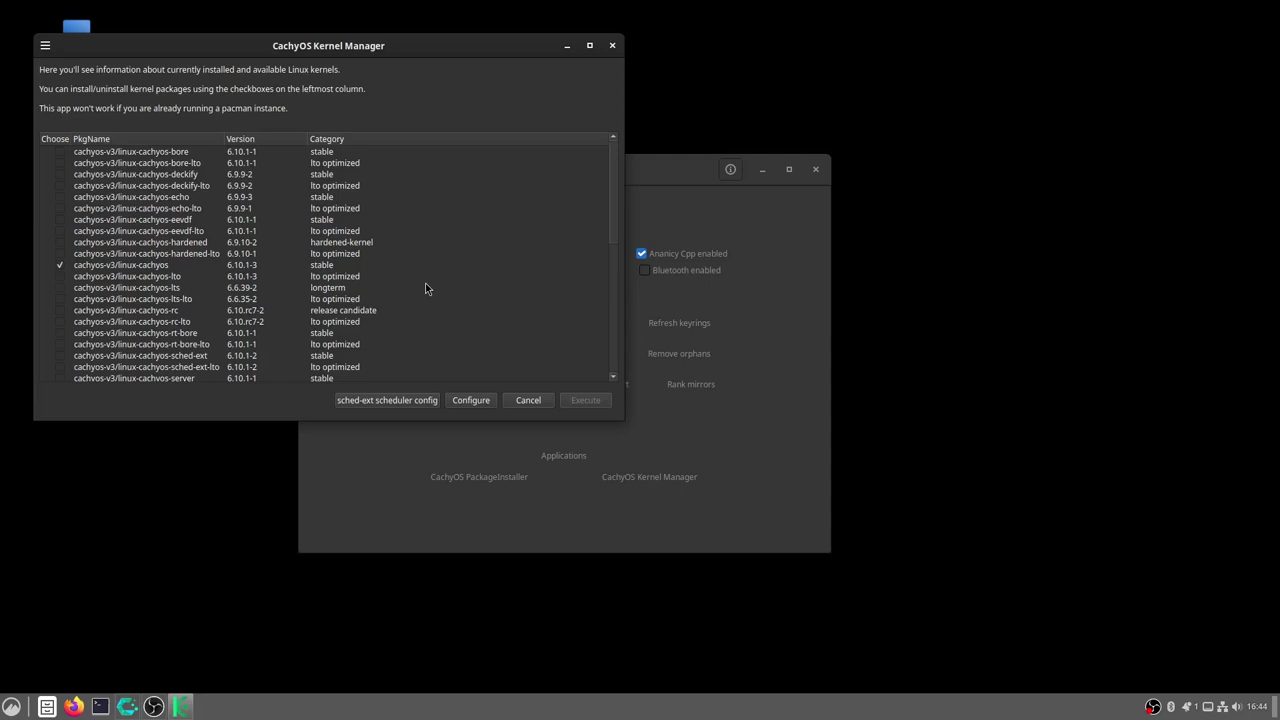 CachyOS Kernel Manager
Here you'll see information about currently installed and available Linux kernels.
You can install/uninstall kernel packages using the checkboxes on the leftmost column.
This app won't work if you are already running a pacman instance.
Choose PkgName Version Category
cachyos-v3/linux-cachyos-bore 6.10.1-1 stable
cachyos-v3/linux-cachyos-bore-lto 6.10.1-1 lto optimized
cachyos-v3/linux-cachyos-deckify 6.9.9-2 stable
cachyos-v3/linux-cachyos-deckify-lto 6.9.9-2 lto optimized
cachyos-v3/linux-cachyos-echo 6.9.9-3 stable
cachyos-v3/linux-cachyos-echo-lto 6.9.9-1 lto optimized
cachyos-v3/linux-cachyos-eevdf 6.10.1-1 stable
cachyos-v3/linux-cachyos-eevdf-lto 6.10.1-1 lto optimized
cachyos-v3/linux-cachyos-hardened 6.9.10-2 hardened-kernel
cachyos-v3/linux-cachyos-hardened-lto 6.9.10-1 lto optimized
cachyos-v3/linux-cachyos 6.10.1-3 stable
cachyos-v3/linux-cachyos-lto 6.10.1-3 lto optimized
cachyos-v3/linux-cachyos-lts 6.6.39-2 longterm
cachyos-v3/linux-cachyos-lts-lto 6.6.35-2 lto optimized
cachyos-v3/linux-cachyos-rc 6.10.rc7-2 release candidate
cachyos-v3/linux-cachyos-rc-lto 6.10.rc7-2 lto optimized
cachyos-v3/linux-cachyos-rt-bore 6.10.1-1 stable
cachyos-v3/linux-cachyos-rt-bore-lto 6.10.1-1 lto optimized
cachyos-v3/linux-cachyos-sched-ext 6.10.1-2 stable
cachyos-v3/linux-cachyos-sched-ext-lto 6.10.1-2 lto optimized
cachyos-v3/linux-cachyos-server 6.10.1-1 stable
sched-ext scheduler config Configure Cancel Execute
Ananicy Cpp enabled
Bluetooth enabled
Refresh keyrings
Remove orphans
t Rank mirrors
Applications
CachyOS PackageInstaller CachyOS Kernel Manager
1 16:44